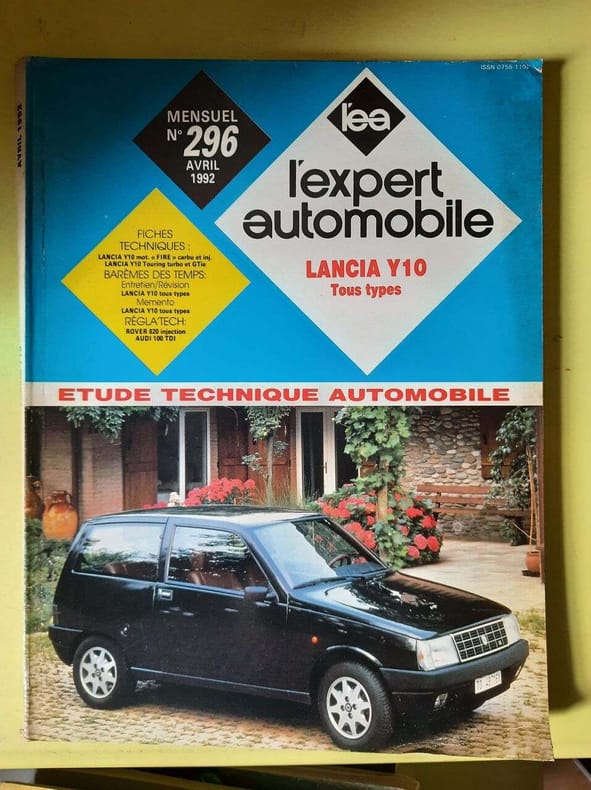 AVRIL 1992
ISSN 0755-110
MENSUEL
N° 296
AVRIL
1992
l'ea
l'expert
automobile
LANCIA Y10
Tous types
FICHES
TECHNIQUES :
LANCIA Y10 mot. « FIRE » carbu et inj.
LANCIA Y10 Touring turbo et GTie
BARÊMES DES TEMPS:
Entretien/Révision
LANCIA Y10 tous types
Memento
LANCIA Y10 tous types
RÉGLA'TECH:
ROVER 820 injection
AUDI 100 TDI
ETUDE TECHNIQUE AUTOMOBILE